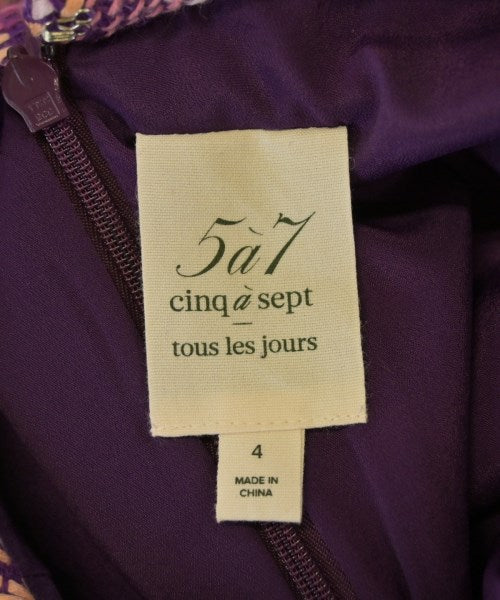 5à7
cinq à sept
tous les jours
4
MADE IN
CHINA